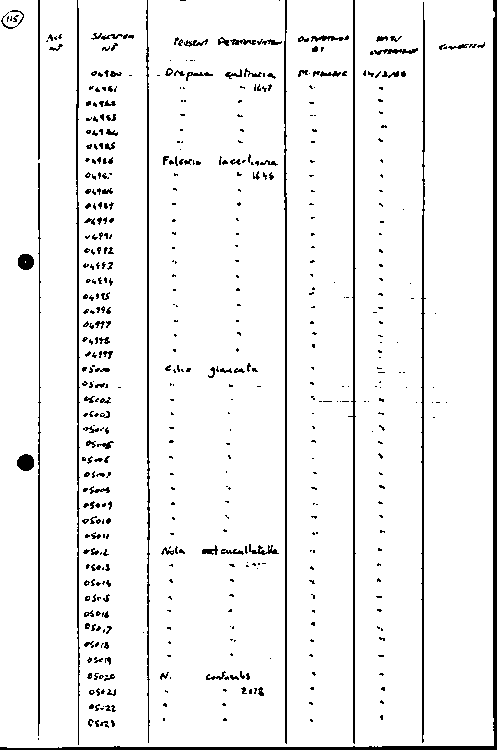 115
Acc Nº Specimen Nº Present Determination Determined By Date Determined Collection
04980 Drepana cultraria M. 14/3/88
04981 " " 1647 " "
04982 " " " "
04983 " " " "
04984 " " " "
04985 " " " "
04986 Falcaria lacertinaria " "
04987 " " 1645 " "
04988 " " " "
04989 " " " "
04990 " " " "
04991 " " " "
04992 " " " "
04993 " " " "
04994 " " " "
04995 " " " "
04996 " " " "
04997 " " " "
04998 " " " "
04999 " " " "
05000 Cilix glaucata " "
05001 " " " "
05002 " " " "
05003 " " " "
05004 " " " "
05005 " " " "
05006 " " " "
05007 " " " "
05008 " " " "
05009 " " " "
05010 " " " "
05011 " " " "
05012 Nola cucullatella " "
05013 " " " "
05014 " " " "
05015 " " " "
05016 " " " "
05017 " " " "
05018 " " " "
05019 " " " "
05020 N. confusalis " "
05021 " " 2078 " "
05022 " " " "
05023 " " " "